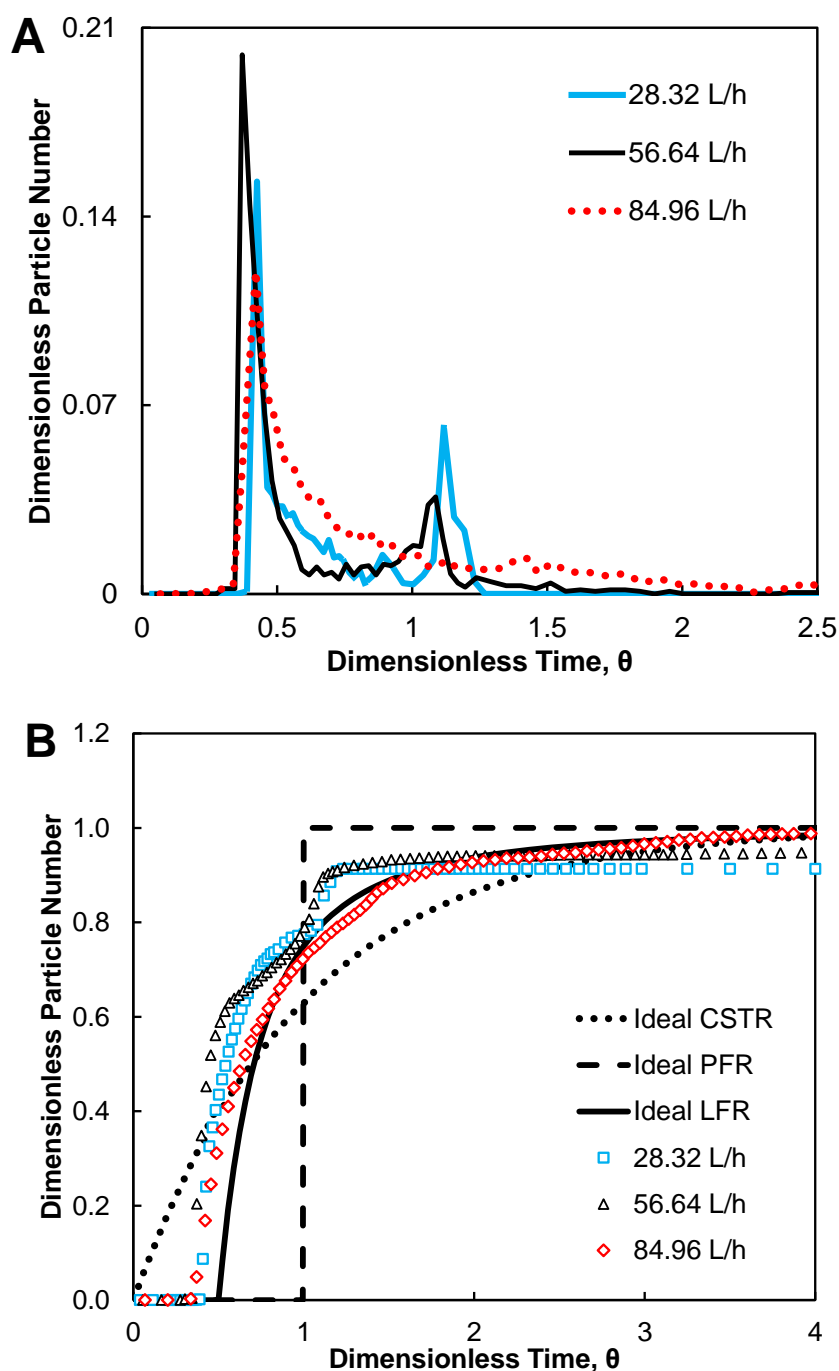 A
0.21
0.14
0.07
0
Dimensionless Particle Number
28.32 L/h
56.64 L/h
84.96 L/h
0 0.5 1 1.5 2 2.5
Dimensionless Time, θ
B
1.2
1.0
0.8
0.6
0.4
0.2
0.0
Dimensionless Particle Number
Ideal CSTR
Ideal PFR
Ideal LFR
28.32 L/h
56.64 L/h
84.96 L/h
0 1 2 3 4
Dimensionless Time, θ